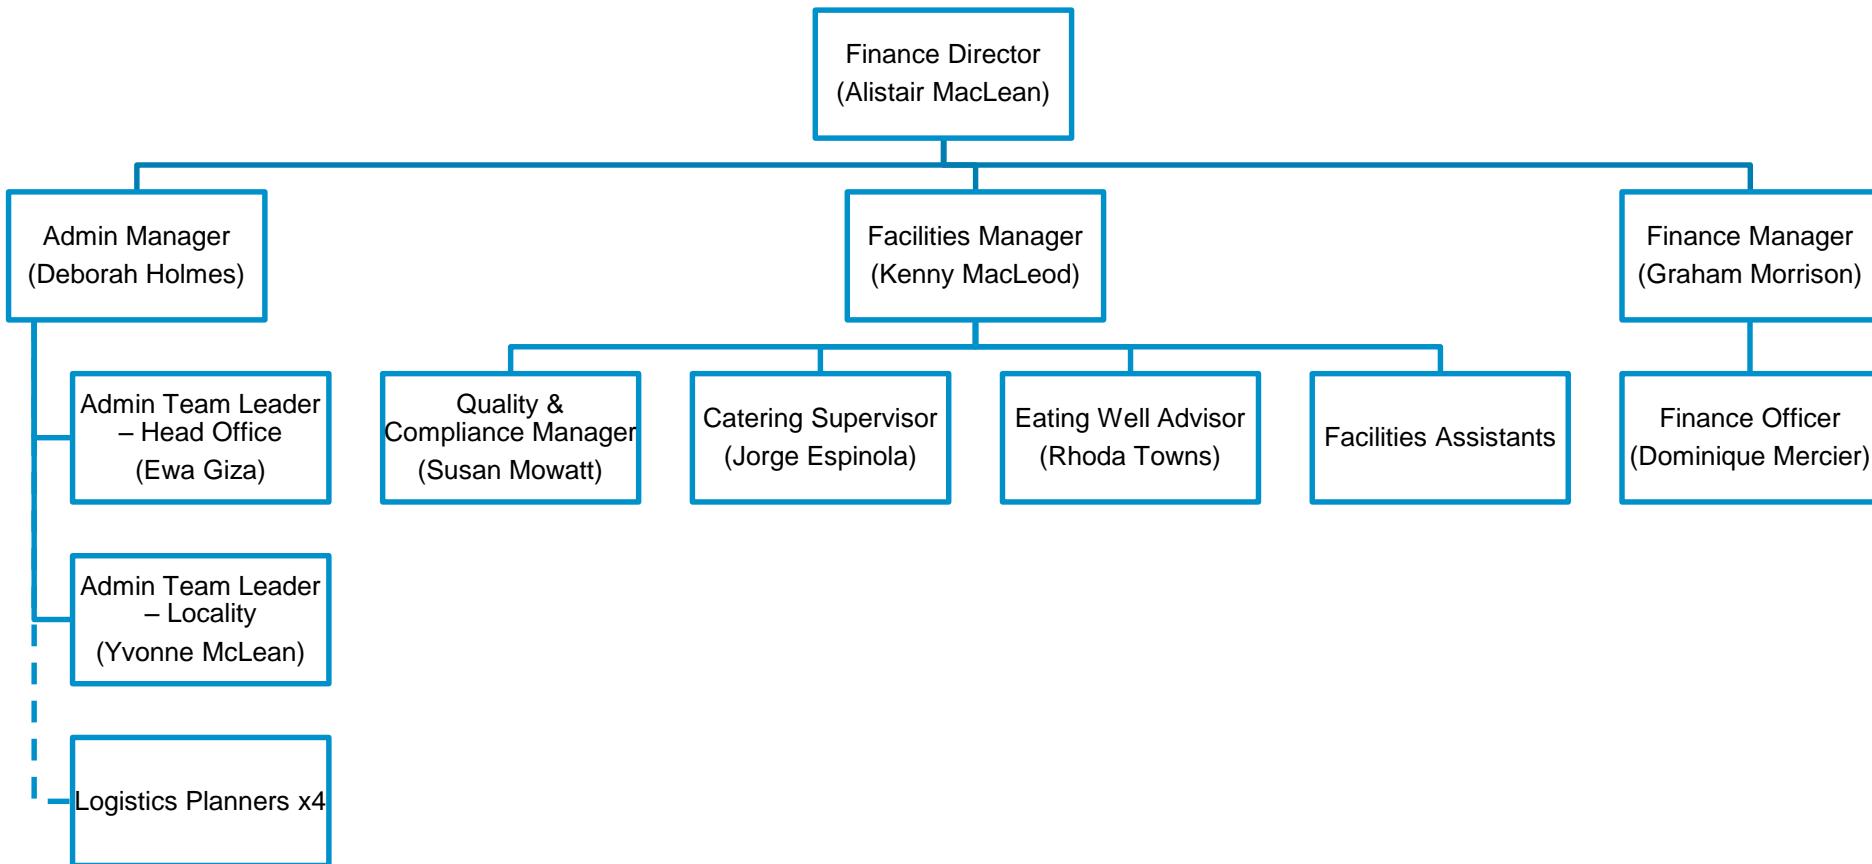 Finance Director
(Alistair MacLean)
Admin Manager
(Deborah Holmes)
Facilities Manager
(Kenny MacLeod)
Finance Manager
(Graham Morrison)
Admin Team Leader
– Head Office
(Ewa Giza)
Quality &
Compliance Manager
(Susan Mowatt)
Catering Supervisor
(Jorge Espinola)
Eating Well Advisor
(Rhoda Towns)
Facilities Assistants
Finance Officer
(Dominique Mercier)
Admin Team Leader
– Locality
(Yvonne McLean)
Logistics Planners x4